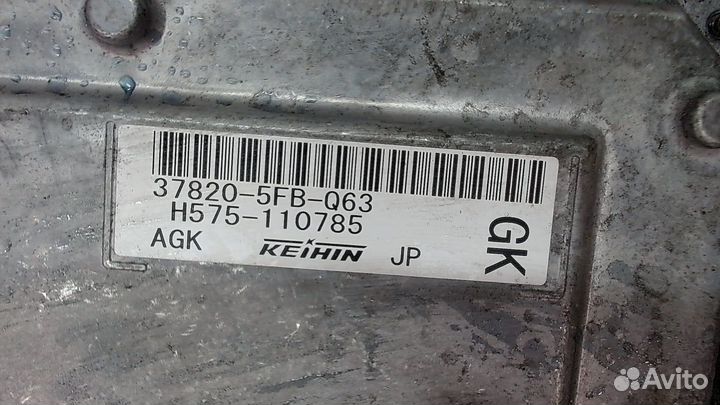 37820-5FB-Q63
H575-110785
AGK KEIHIN JP
GK
Avito